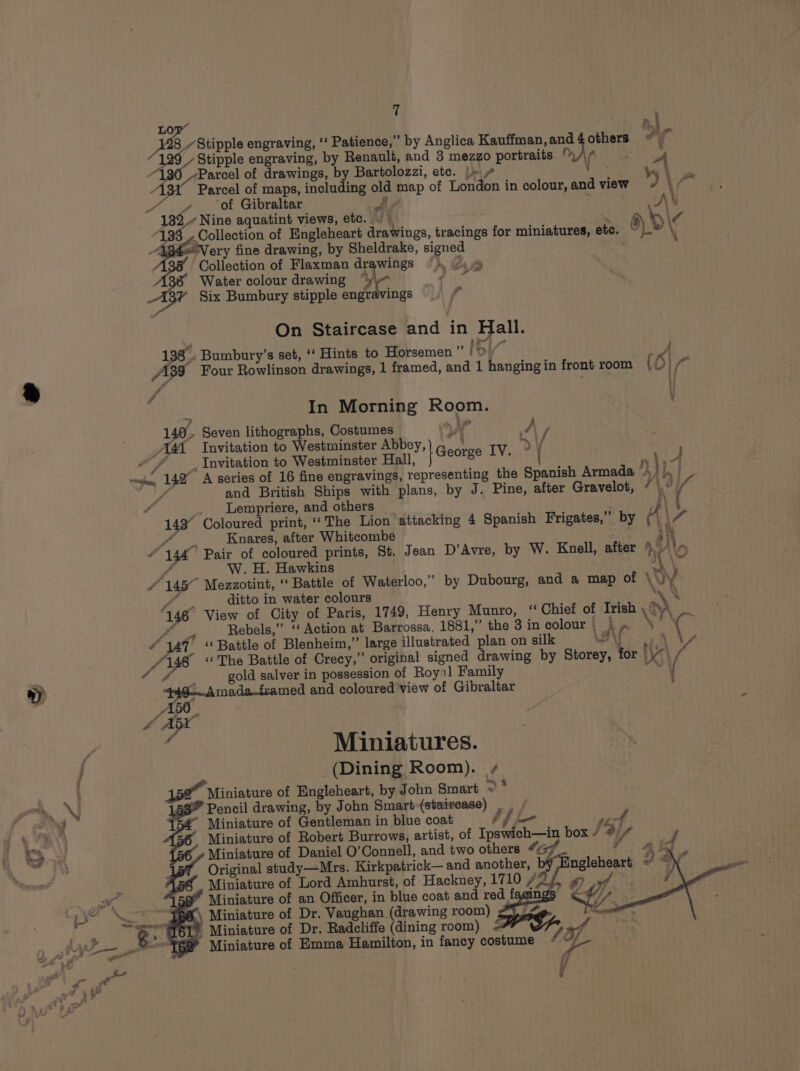 7
LOT
128 Stipple engraving, “ Patience,” by Anglica Kauffman, and 4 others
129 Stipple engraving, by Renault, and 3 mezzo portraits
130 Parcel of drawings, by Bartolozzi, etc.
131 Parcel of maps, including old map of London in colour, and view
of Gibraltar
132 Nine aquatint views, etc.
133 Collection of Engleheart drawings, tracings for miniatures, etc.
134 Very fine drawing, by Sheldrake, signed
135 Collection of Flaxman drawings
136 Water colour drawing
137 Six Bumbury stipple engravings
On Staircase and in Hall.
138 Bumbury's set, “ Hints to Horsemen ”
139 Four Rowlinson drawings, 1 framed, and 1 hanging in front room
In Morning Room.
140 Seven lithographs, Costumes
141 Invitation to Westminster Abbey, } George IV.
Invitation to Westminster Hall,
142 A series of 16 fine engravings, representing the Spanish Armada
and British Ships with plans, by J. Pine, after Gravelot,
Lempriere, and others
143 Coloured print, “ The Lion attacking 4 Spanish Frigates,” by
Knares, after Whitcombe
144 Pair of coloured prints, St. Jean D'Avre, by W. Knell, after
W. H. Hawkins
145 Mezzotint, “ Battle of Waterloo,” by Dubourg, and a map of
ditto in water colours
146 View of City of Paris, 1749, Henry Munro, “ Chief of Irish
Rebels,” “ Action at Barrossa, 1881,” the 3 in colour
147 “ Battle of Blenheim,” large illustrated plan on silk
148 “ The Battle of Crecy,” original signed drawing by Storey, for
gold salver in possession of Royal Family
149 Amada framed and coloured view of Gibraltar
150
151
Miniatures.
(Dining Room).
152 Miniature of Engleheart, by John Smart
153 Pencil drawing, by John Smart (staircase)
154 Miniature of Gentleman in blue coat
155 Miniature of Robert Burrows, artist, of Ipswich—in box
156 Miniature of Daniel O'Connell, and two others
157 Original study—Mrs. Kirkpatrick—and another, by Engleheart
158 Miniature of Lord Amhurst, of Hackney, 1710
159 Miniature of an Officer, in blue coat and red facings
160 Miniature of Dr. Vaughan (drawing room)
161 Miniature of Dr. Radcliffe (dining room)
162 Miniature of Emma Hamilton, in fancy costume